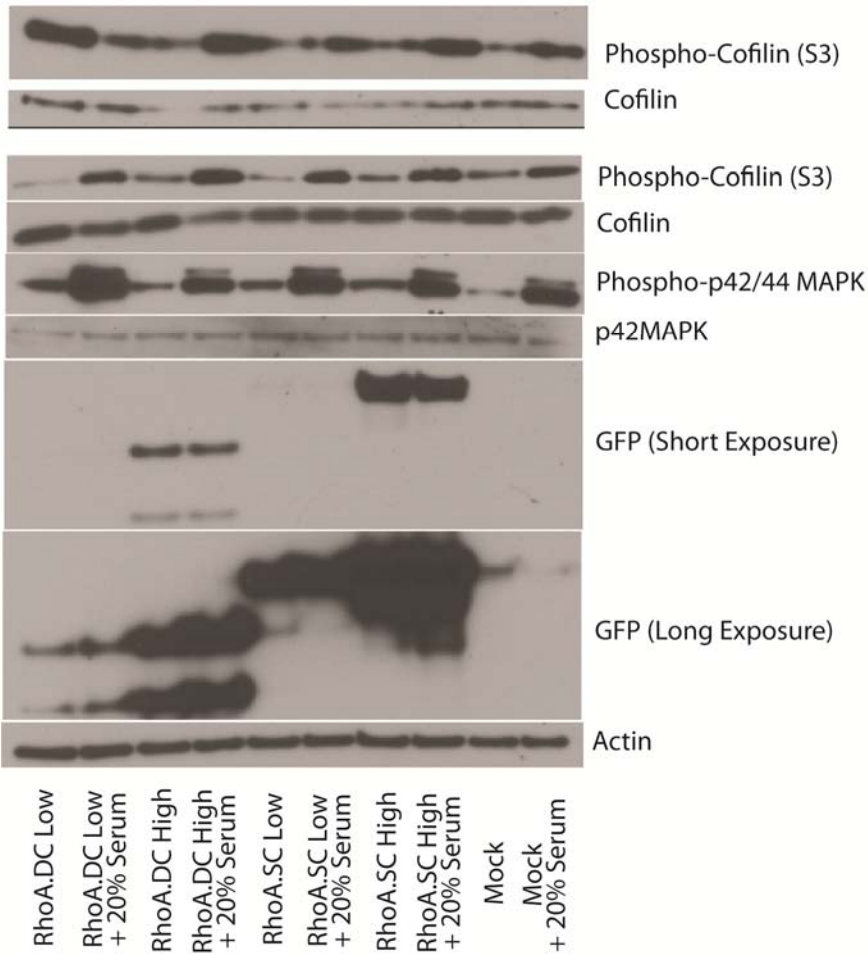 Phospho-Cofilin (S3)
Cofilin
Phospho-Cofilin (S3)
Cofilin
Phospho-p42/44 MAPK
p42MAPK
GFP (Short Exposure)
GFP (Long Exposure)
Actin
RhoA.DC Low
RhoA.DC Low
+ 20% Serum
RhoA.DC High
RhoA.DC High
+ 20% Serum
RhoA.SC Low
RhoA.SC Low
+ 20% Serum
RhoA.SC High
RhoA.SC High
+ 20% Serum
Mock
Mock
+ 20% Serum